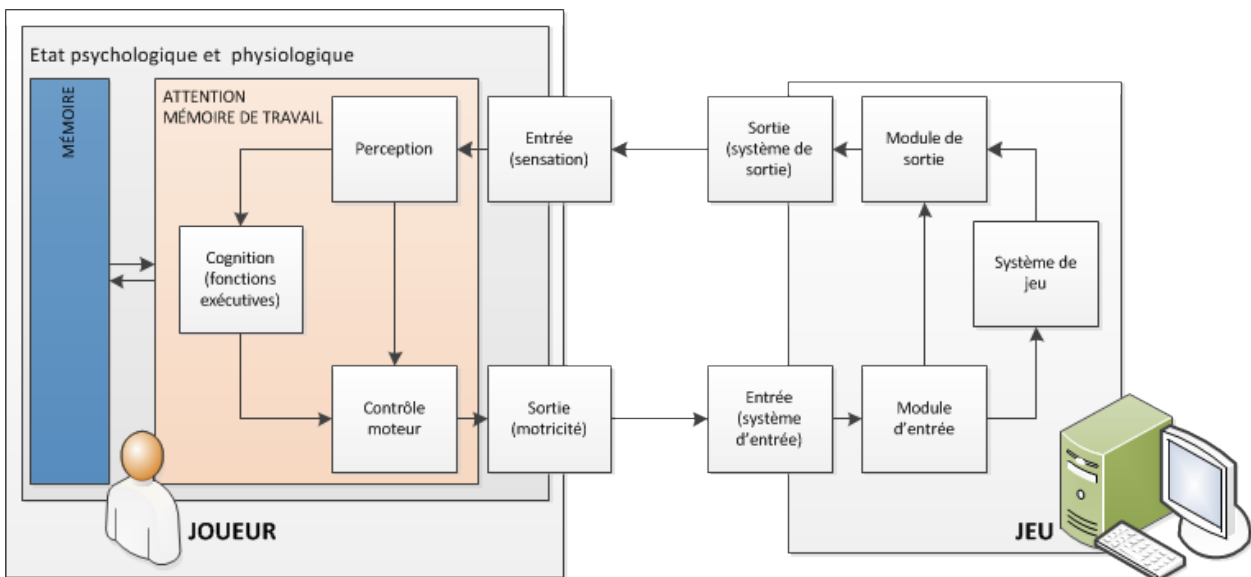 Etat psychologique et physiologique
MÉMOIRE
ATTENTION
MÉMOIRE DE TRAVAIL
Perception
Entrée
(sensation)
Sortie
(système de
sortie)
Module de
sortie
Cognition
(fonctions
exécutives)
Système de
jeu
Contrôle
moteur
Sortie
(motricité)
Entrée
(système
d'entrée)
Module
d'entrée
JOUEUR
JEU